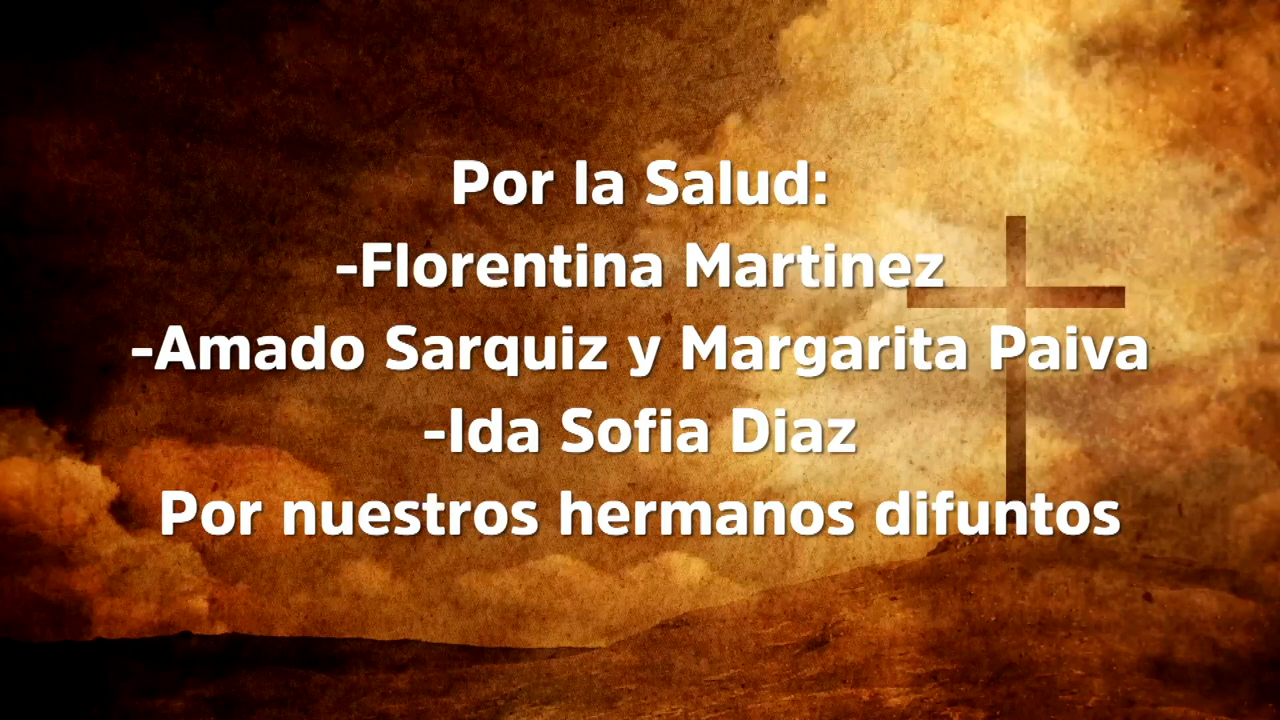 Por la Salud:
-Florentina Martinez
-Amado Sarquiz y Margarita Paiva
-Ida Sofia Diaz
Por nuestros hermanos difuntos